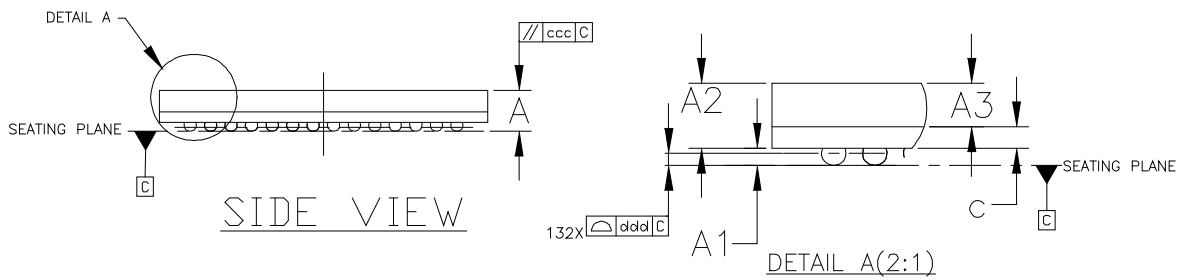 DETAIL A
// ccc C
A
SEATING PLANE
C
SIDE VIEW
A2
A3
SEATING PLANE
C
c
132X ddd C
A1
DETAIL A(2:1)